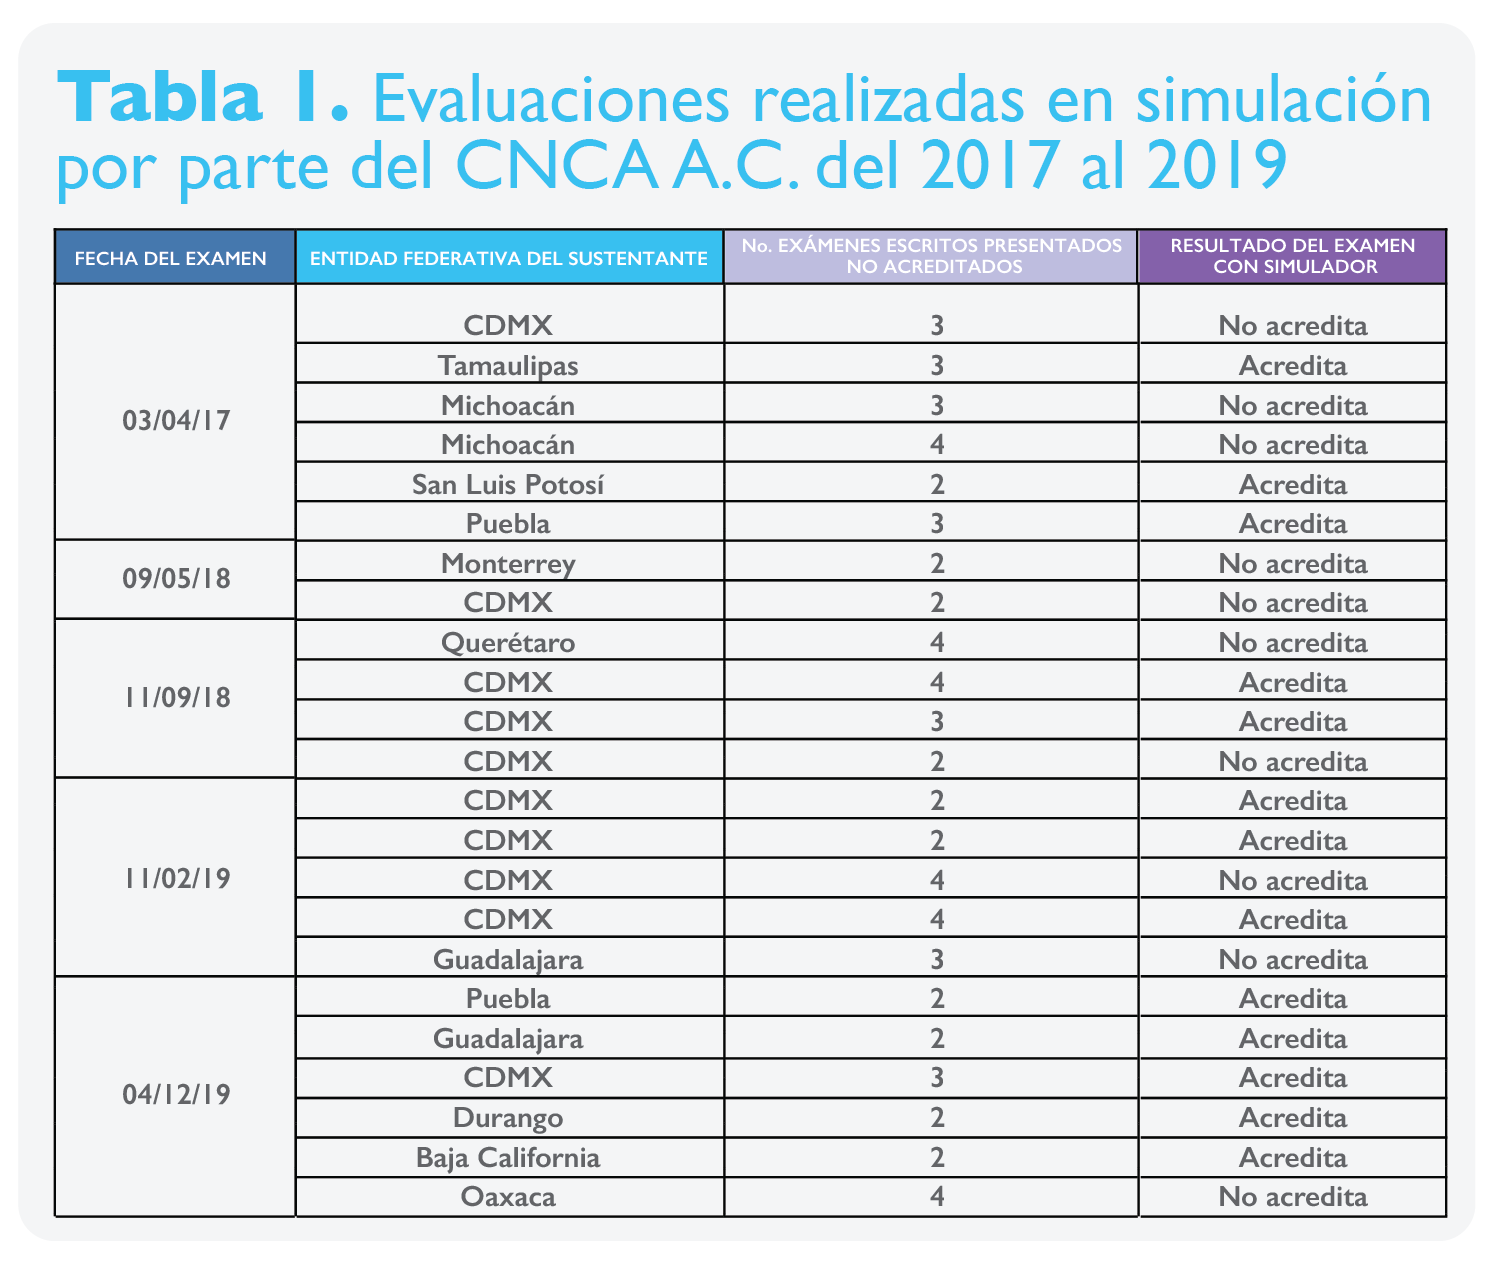 Tabla 1. Evaluaciones realizadas en simulación
por parte del CNCA A.C. del 2017 al 2019
FECHA DEL EXAMEN
ENTIDAD FEDERATIVA DEL SUSTENTANTE
No. EXÁMENES ESCRITOS PRESENTADOS
NO ACREDITADOS
RESULTADO DEL EXAMEN
CON SIMULADOR
03/04/17
CDMX 3 No acredita
Tamaulipas 3 Acredita
Michoacán 3 No acredita
Michoacán 4 No acredita
San Luis Potosí 2 Acredita
Puebla 3 Acredita
09/05/18
Monterrey 2 No acredita
CDMX 2 No acredita
11/09/18
Querétaro 4 No acredita
CDMX 4 Acredita
CDMX 3 Acredita
CDMX 2 No acredita
11/02/19
CDMX 2 Acredita
CDMX 2 Acredita
CDMX 4 No acredita
CDMX 4 Acredita
Guadalajara 3 No acredita
04/12/19
Puebla 2 Acredita
Guadalajara 2 Acredita
CDMX 3 Acredita
Durango 2 Acredita
Baja California 2 Acredita
Oaxaca 4 No acredita